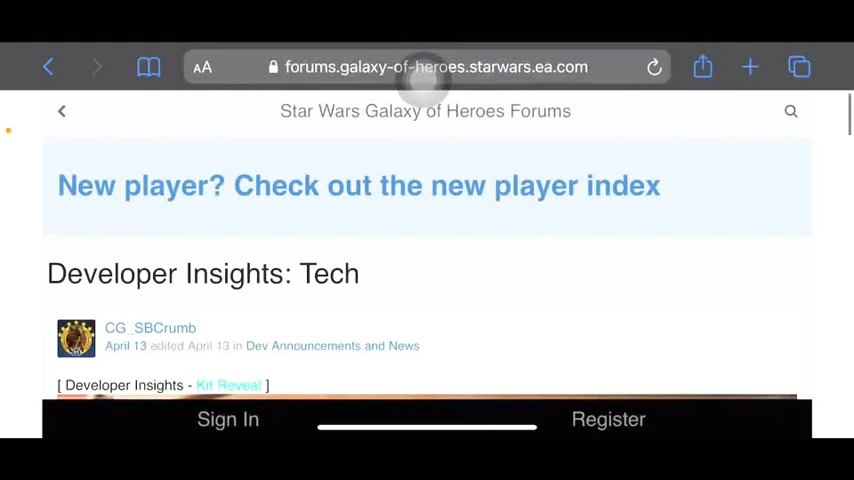 AA forums.galaxy-of-heroes.starwars.ea.com
Star Wars Galaxy of Heroes Forums
New player? Check out the new player index
Developer Insights: Tech
CG_SBCrumb
April 13 edited April 13 in Dev Announcements and News
[ Developer Insights - Kit Reveal ]
Sign In Register